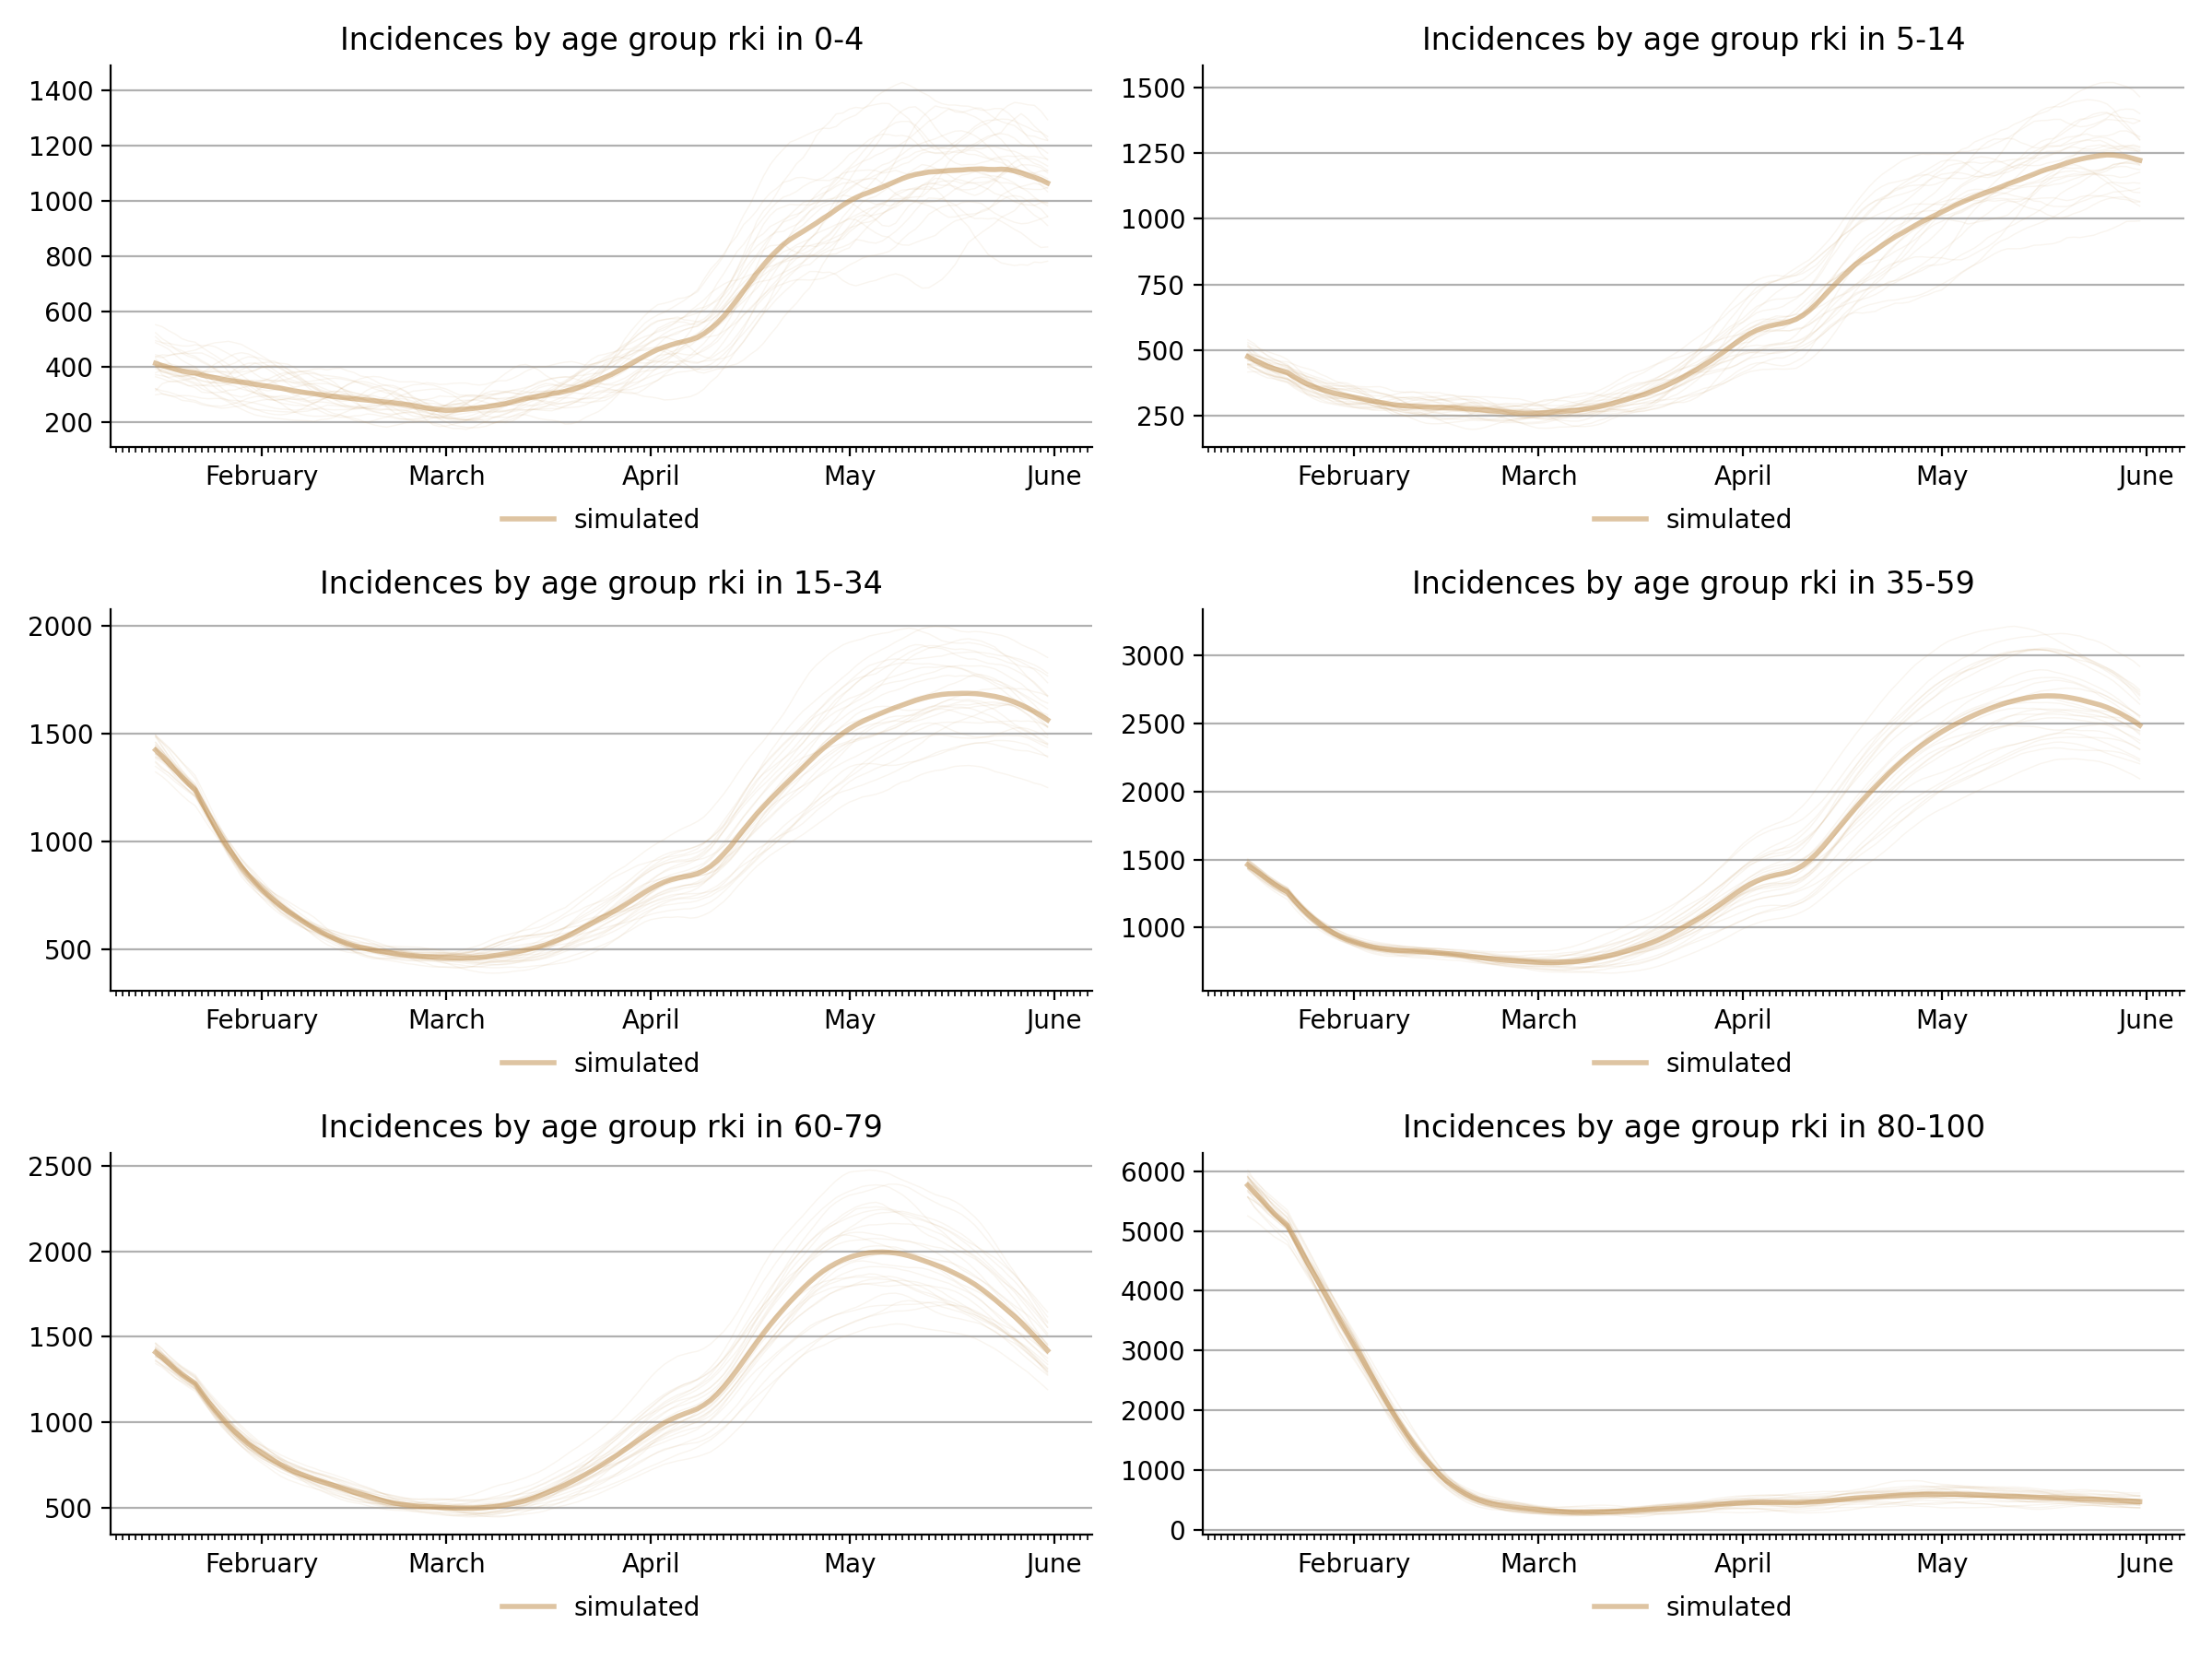 Incidences by age group rki in 0-4
1400
1200
1000
800
600
400
200
February March April May June
simulated
Incidences by age group rki in 5-14
1500
1250
1000
750
500
250
February March April May June
simulated
Incidences by age group rki in 15-34
2000
1500
1000
500
February March April May June
simulated
Incidences by age group rki in 35-59
3000
2500
2000
1500
1000
February March April May June
simulated
Incidences by age group rki in 60-79
2500
2000
1500
1000
500
February March April May June
simulated
Incidences by age group rki in 80-100
6000
5000
4000
3000
2000
1000
0
February March April May June
simulated